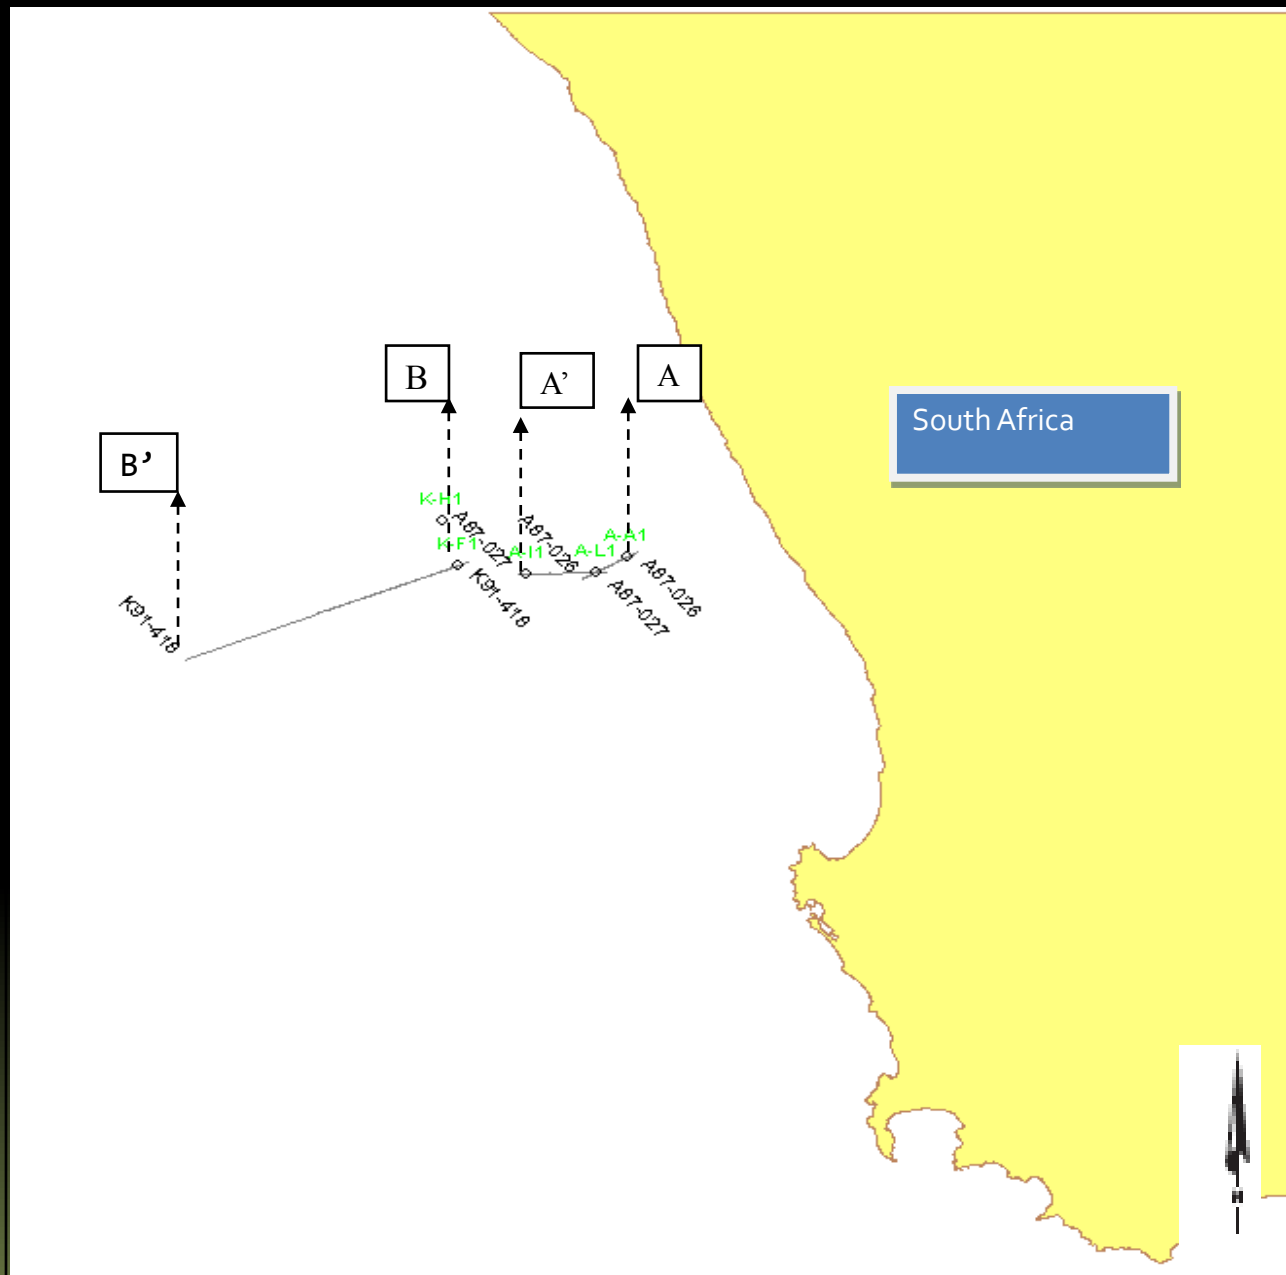 B
A’
A
South Africa
B’
K-H1
A87-027
A87-026
K-F1
A-I1
A-L1
A-A1
A87-026
K91-418
A87-027
K91-418
N